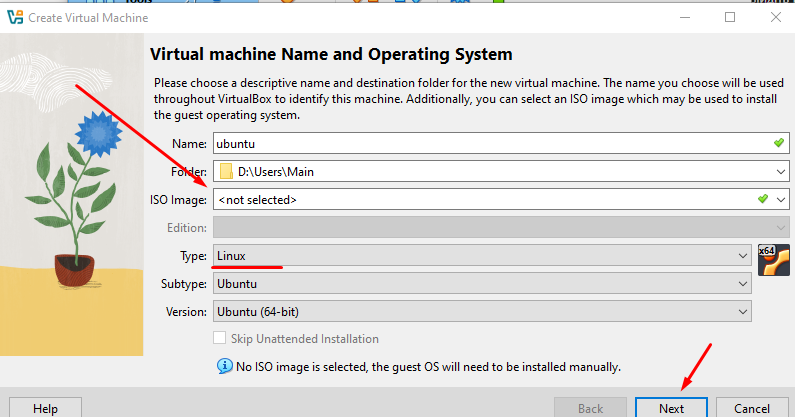 Tools
Create Virtual Machine
Virtual machine Name and Operating System
Please choose a descriptive name and destination folder for the new virtual machine. The name you choose will be used
throughout VirtualBox to identify this machine. Additionally, you can select an ISO image which may be used to install
the guest operating system.
Name: ubuntu
Folder: D:\Users\Main
ISO Image: <not selected>
Edition:
Type: Linux
x64
Subtype: Ubuntu
Version: Ubuntu (64-bit)
Skip Unattended Installation
No ISO image is selected, the guest OS will need to be installed manually.
Help Back Next Cancel